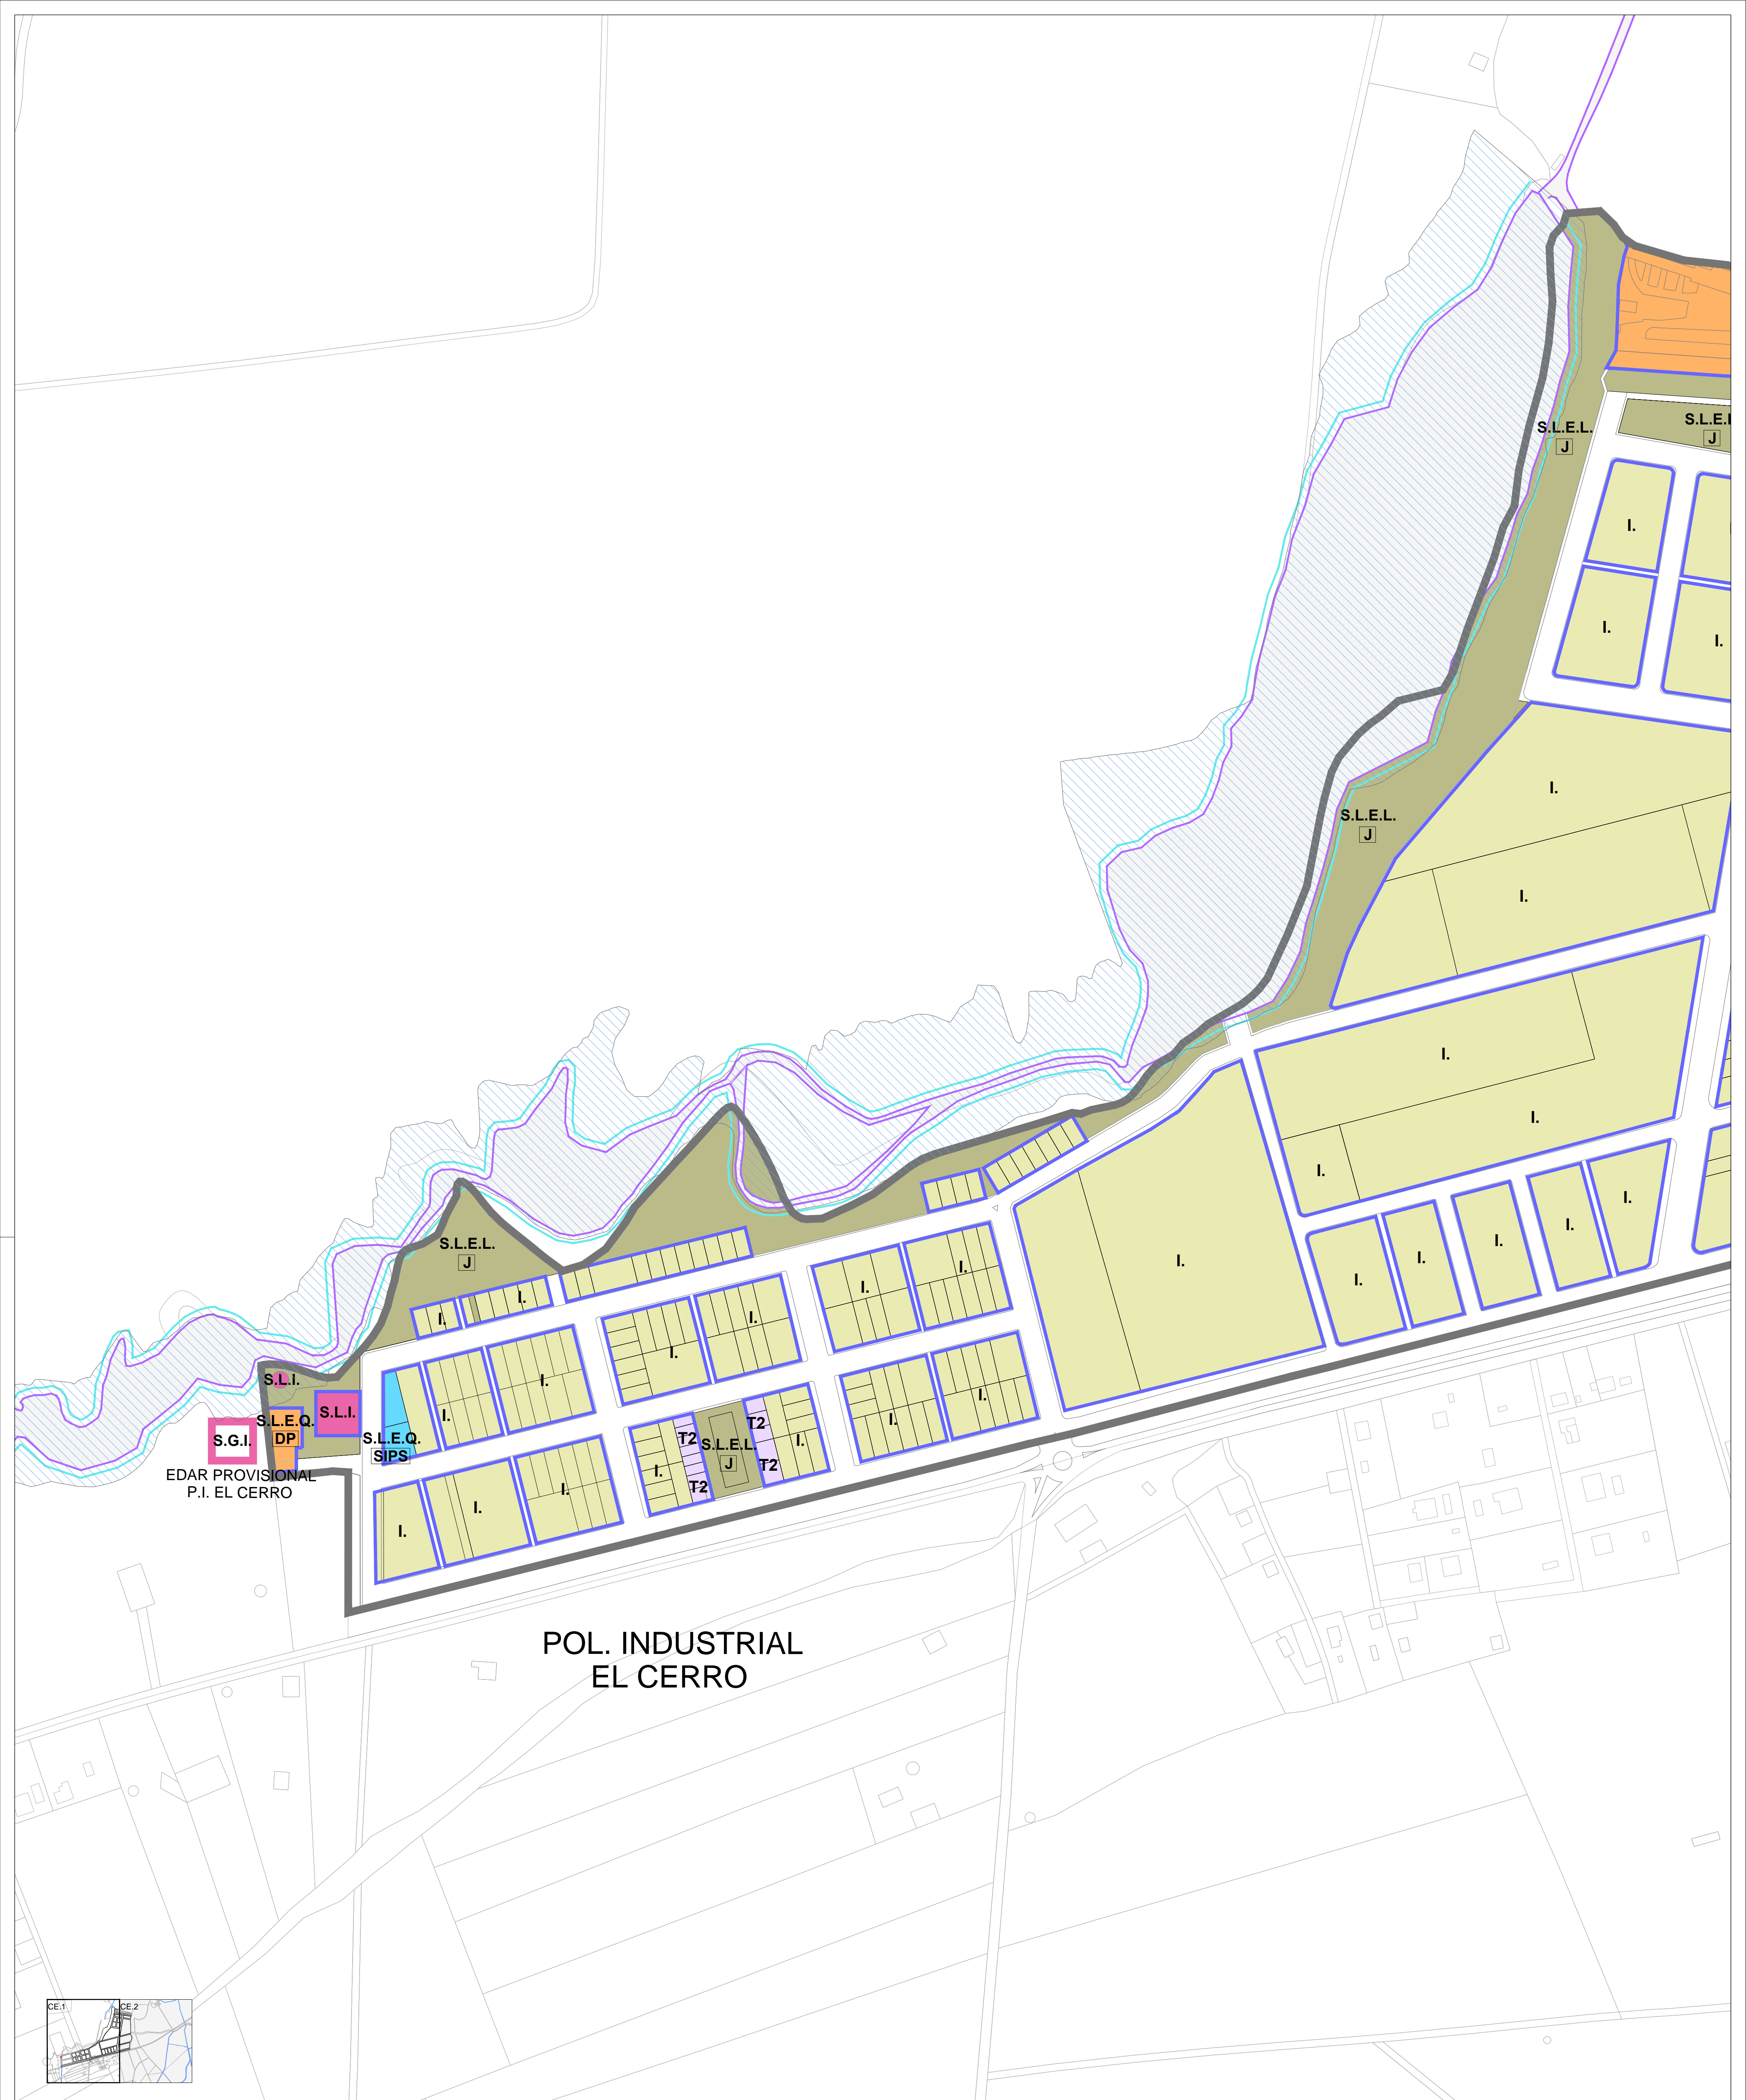 S.L.E.L.
J
S.L.E.
J
I.
I.
I.
I.
S.L.E.L.
J
I.
I.
I.
I.
I.
I.
I.
I.
I.
I.
I.
S.L.E.L.
J
I.
I.
I.
I.
I.
I.
I.
I.
I.
I.
I.
S.L.I.
S.L.I.
S.L.E.Q.
DP
S.G.I.
EDAR PROVISIONAL
P.I. EL CERRO
S.L.E.Q.
SIPS
T2
T2
S.L.E.L.
J
T2
T2
I.
I.
I.
I.
I.
POL. INDUSTRIAL
EL CERRO
CE.1
CE.2